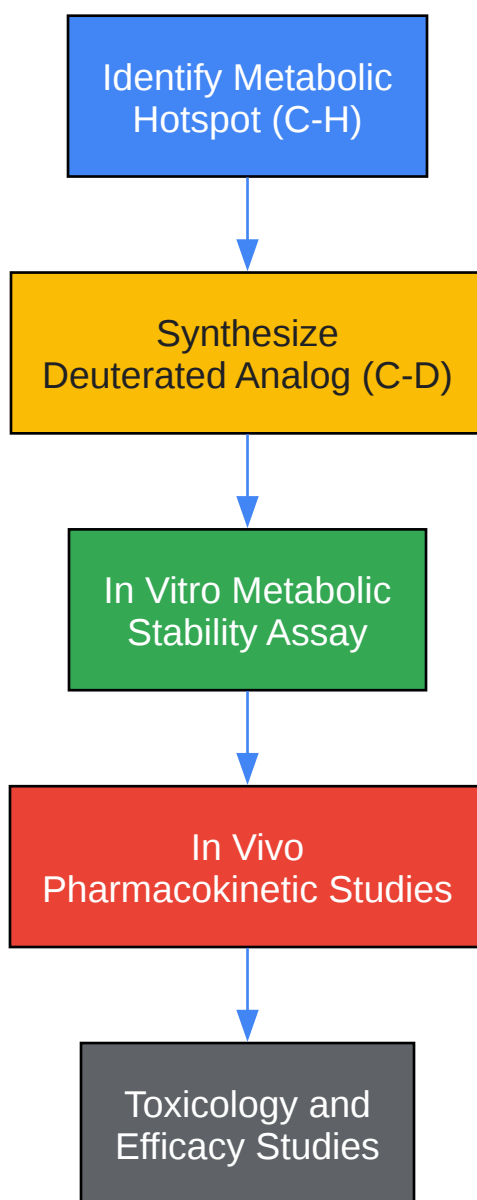 Identify Metabolic
Hotspot (C-H)
Synthesize
Deuterated Analog (C-D)
In Vitro Metabolic
Stability Assay
In Vivo
Pharmacokinetic Studies
Toxicology and
Efficacy Studies